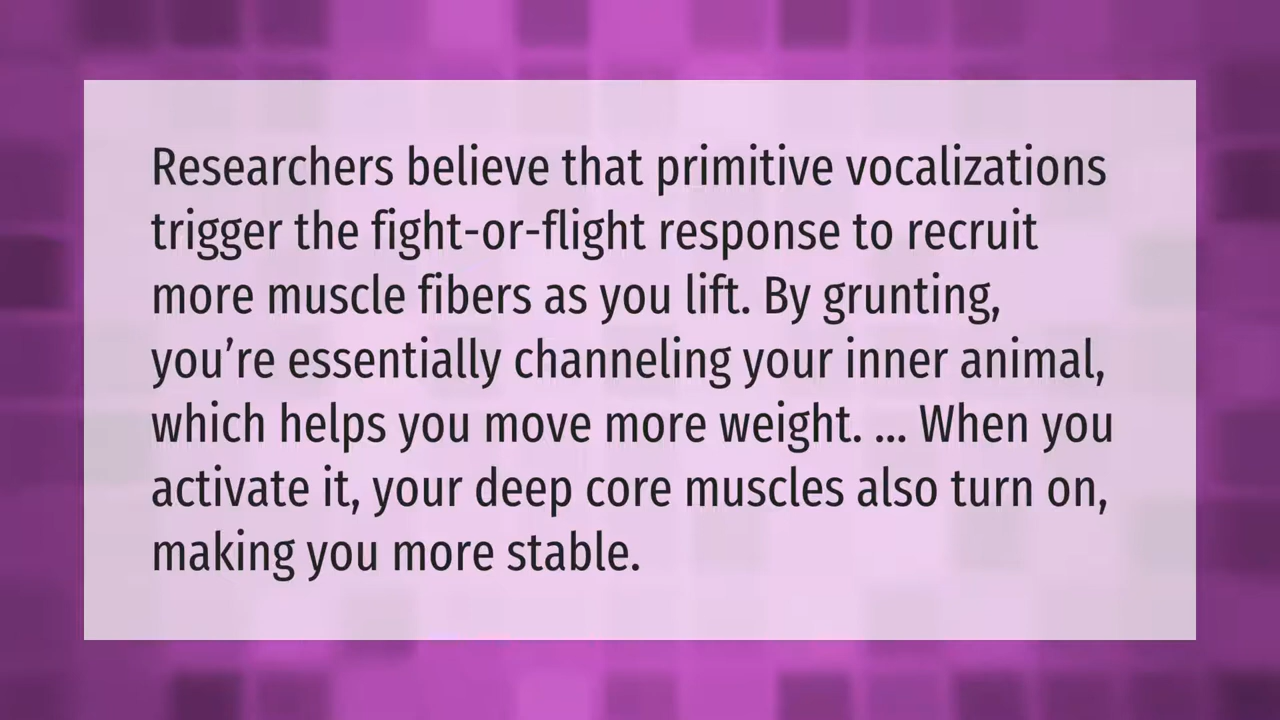 Researchers believe that primitive vocalizations
trigger the fight-or-flight response to recruit
more muscle fibers as you lift. By grunting,
you’re essentially channeling your inner animal,
which helps you move more weight. ... When you
activate it, your deep core muscles also turn on,
making you more stable.